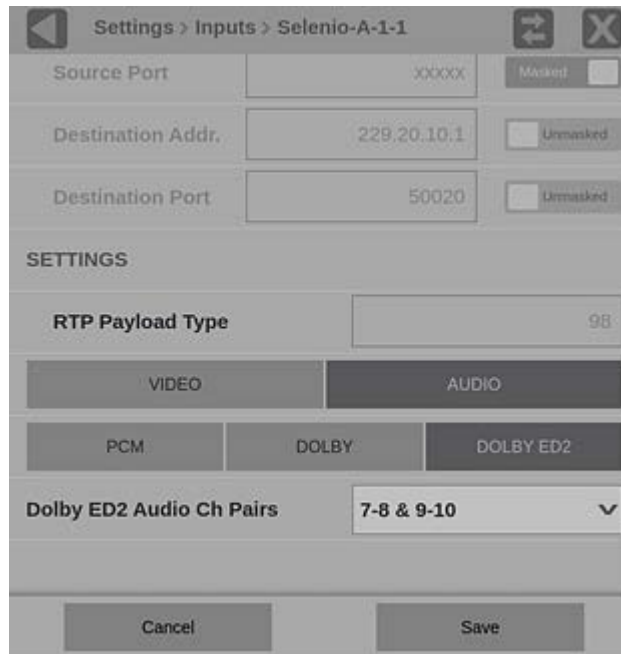 Settings > Inputs > Selenio-A-1-1
Source Port xxxxx Masked
Destination Addr. 229.20.10.1 Unmasked
Destination Port 50020 Unmasked
SETTINGS
RTP Payload Type 98
VIDEO AUDIO
PCM DOLBY DOLBY ED2
Dolby ED2 Audio Ch Pairs 7-8 & 9-10
Cancel Save